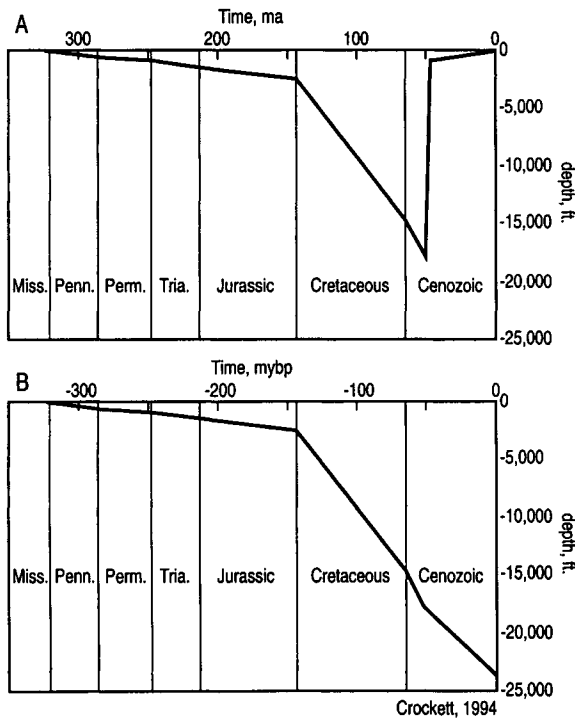 A
Time, ma
300 200 100 0
0
-5,000
-10,000
-15,000
-20,000
-25,000
depth, ft.
Miss. Penn. Perm. Tria. Jurassic Cretaceous Cenozoic
B
Time, mybp
-300 -200 -100 0
0
-5,000
-10,000
-15,000
-20,000
-25,000
depth, ft.
Miss. Penn. Perm. Tria. Jurassic Cretaceous Cenozoic
Crockett, 1994